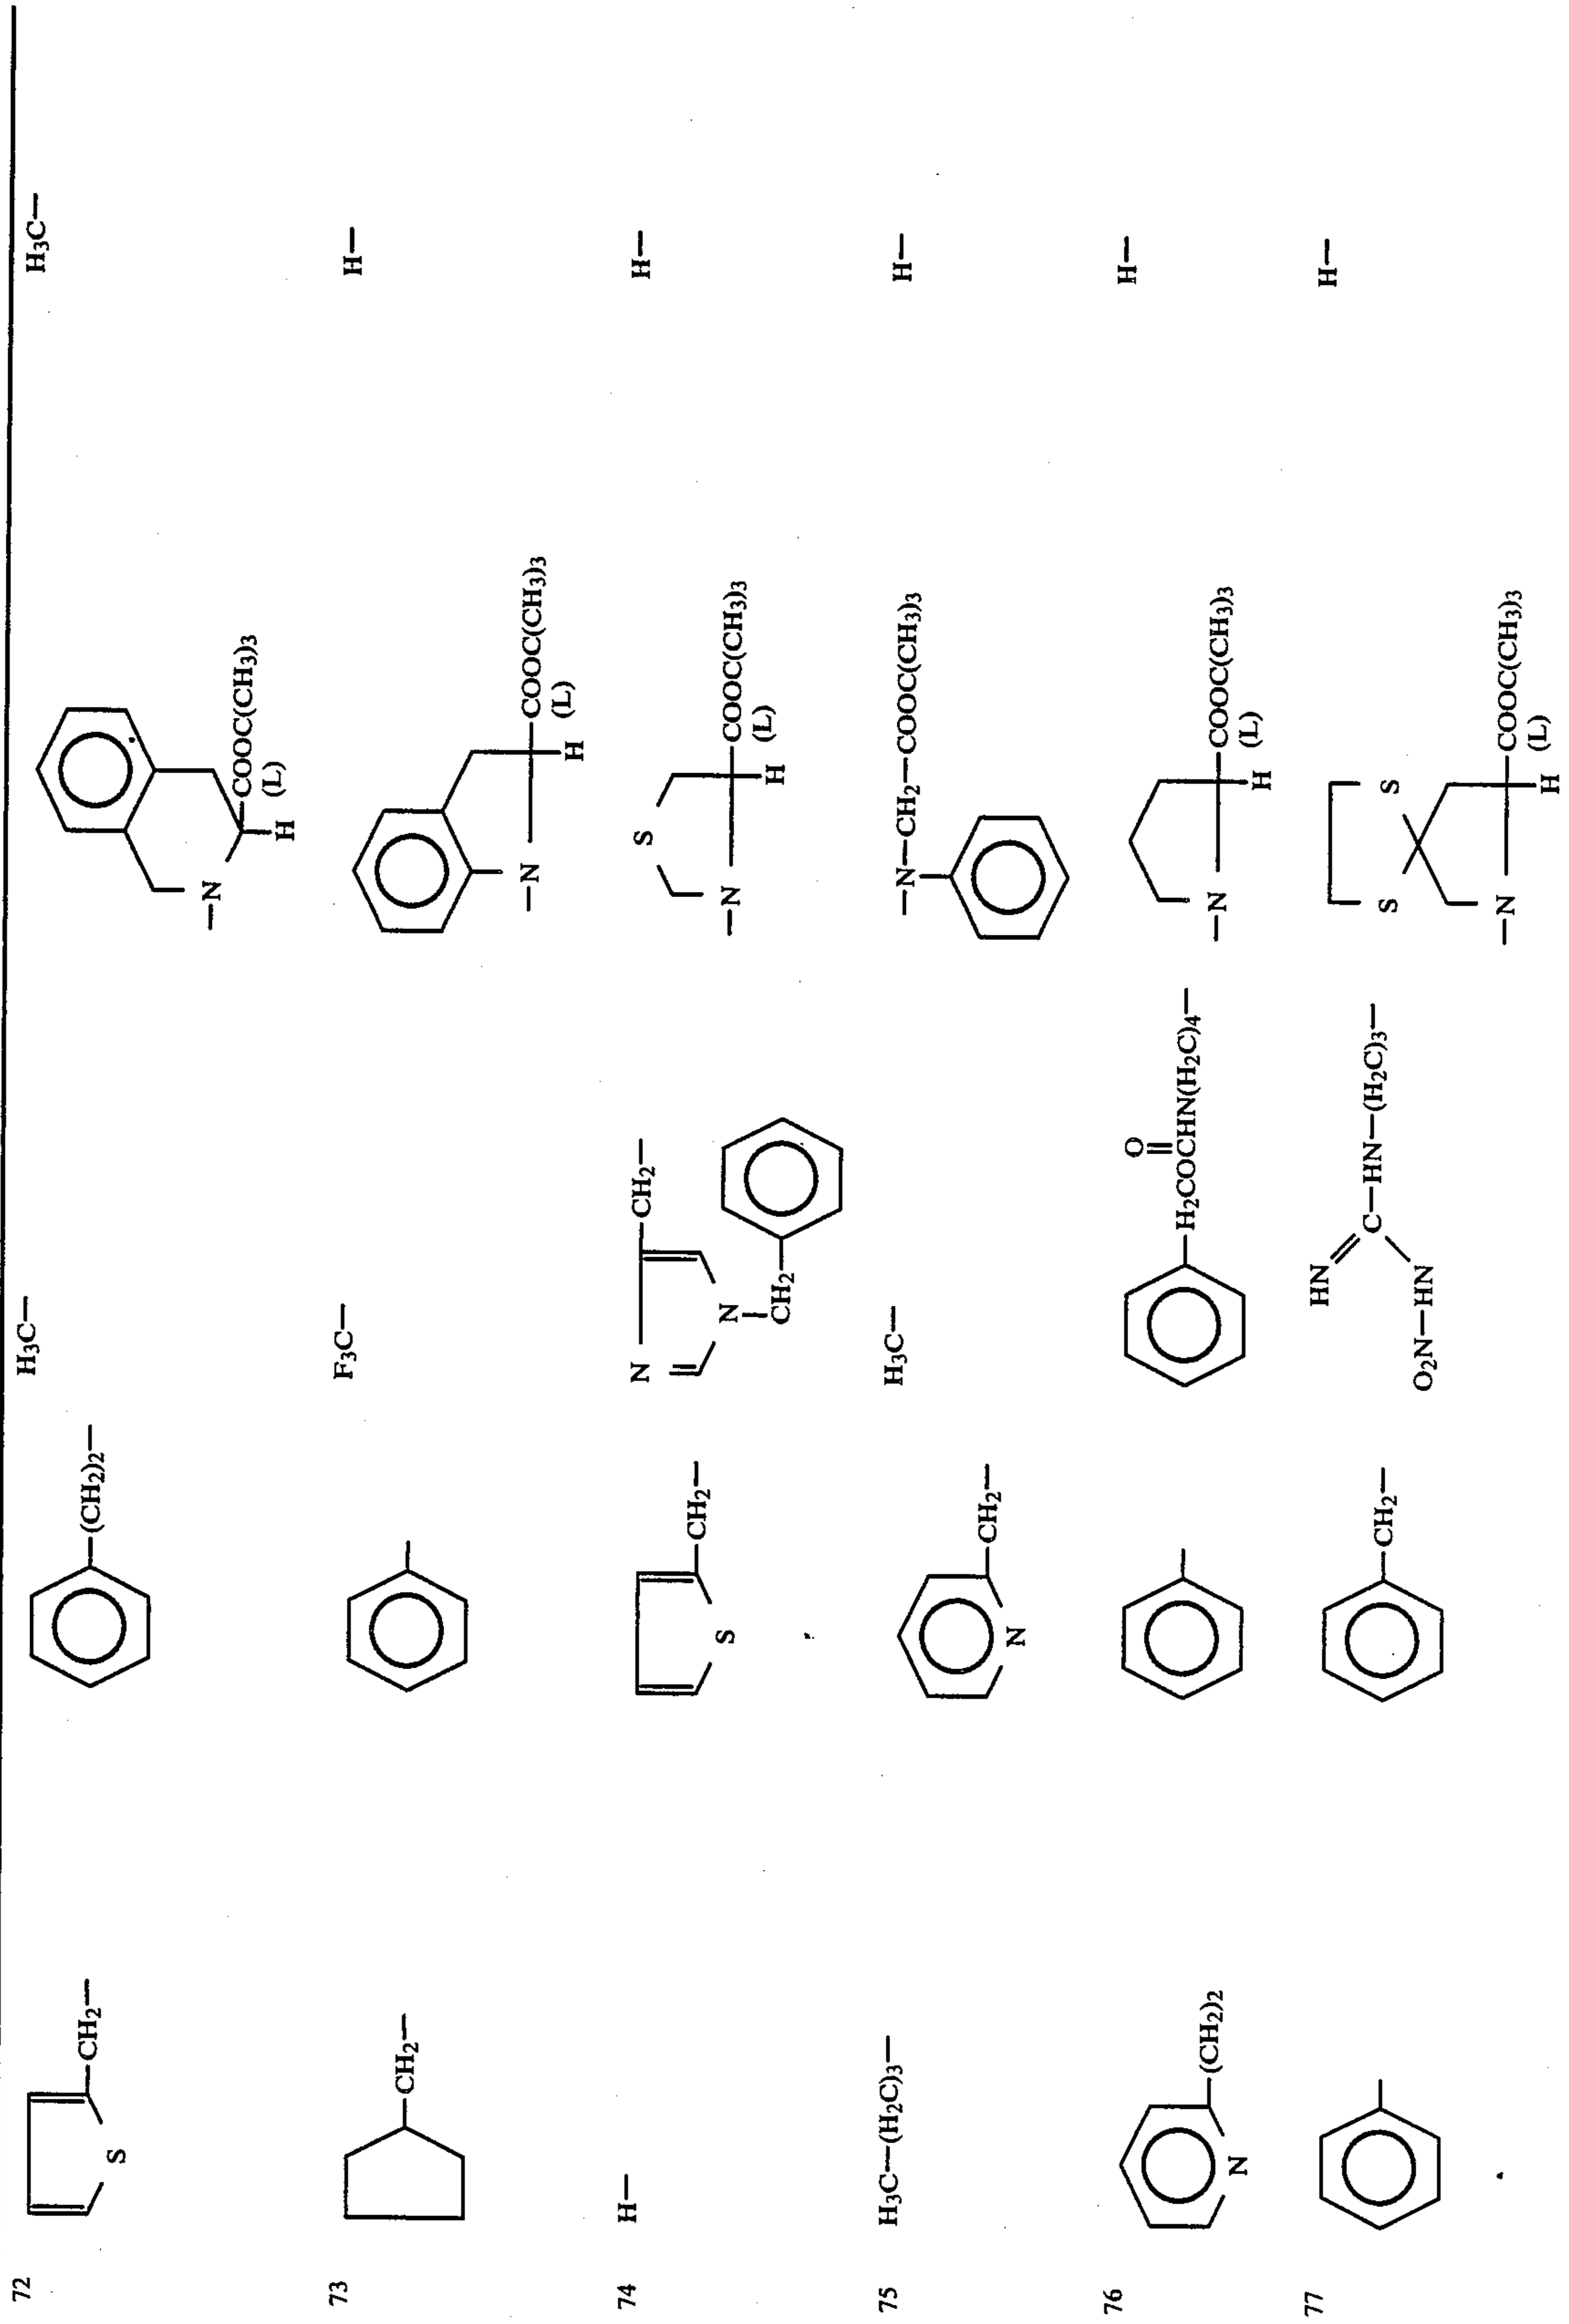 72
S
CH2—
(CH2)2—
H3C—
—N
COOC(CH3)3
(L)
H
H3C—
73
CH2—
F3C—
—N
COOC(CH3)3
(L)
H
H—
74
H—
S
CH2—
N
CH2—
N
CH2—
S
—N
COOC(CH3)3
(L)
H
H—
75
H3C—(H2C)3—
N
CH2—
H3C—
—N—CH2—COOC(CH3)3
H—
76
N
(CH2)2
O
H2COCHN(H2C)4—
—N
COOC(CH3)3
(L)
H
H—
77
CH2—
HN
C—HN—(H2C)3—
O2N—HN
S
S
—N
COOC(CH3)3
(L)
H
H—